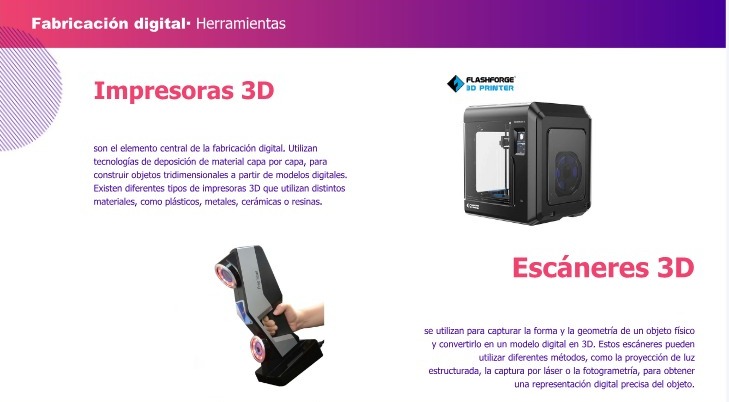 Fabricación digital· Herramientas
Impresoras 3D
son el elemento central de la fabricación digital. Utilizan
tecnologías de deposición de material capa por capa, para
construir objetos tridimensionales a partir de modelos digitales.
Existen diferentes tipos de impresoras 3D que utilizan distintos
materiales, como plásticos, metales, cerámicas o resinas.
FLASHFORGE
3D PRINTER
Escáneres 3D
se utilizan para capturar la forma y la geometría de un objeto físico
y convertirlo en un modelo digital en 3D. Estos escáneres pueden
utilizar diferentes métodos, como la proyección de luz
estructurada, la captura por láser o la fotogrametría, para obtener
una representación digital precisa del objeto.